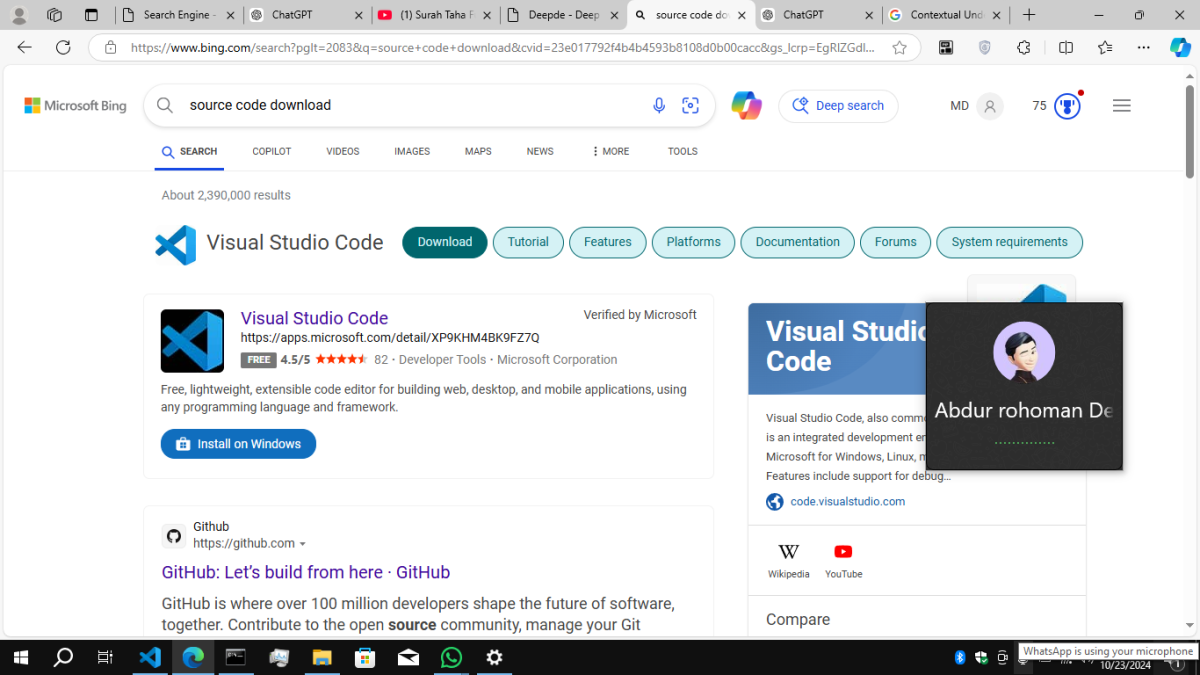 Search Engine -
ChatGPT
(1) Surah Taha F
Deepde - Deep
source code do
ChatGPT
Contextual Und
https://www.bing.com/search?pglt=2083&q=source+code+download&cvid=23e017792f4b4b4593b8108d0b00cacc&gs_lcrp=EgRlZGdl...
Microsoft Bing
source code download
Deep search
MD
75
SEARCH
COPILOT
VIDEOS
IMAGES
MAPS
NEWS
MORE
TOOLS
About 2,390,000 results
Visual Studio Code
Download
Tutorial
Features
Platforms
Documentation
Forums
System requirements
Visual Studio Code
Verified by Microsoft
https://apps.microsoft.com/detail/XP9KHM4BK9FZ7Q
FREE 4.5/5 82 · Developer Tools · Microsoft Corporation
Free, lightweight, extensible code editor for building web, desktop, and mobile applications, using
any programming language and framework.
Install on Windows
Github
https://github.com
GitHub: Let's build from here · GitHub
GitHub is where over 100 million developers shape the future of software,
together. Contribute to the open source community, manage your Git
Visual Studio
Code
Visual Studio Code, also comm
is an integrated development en
Microsoft for Windows, Linux, m
Features include support for debug...
code.visualstudio.com
Wikipedia
YouTube
Compare
Abdur rohoman De
WhatsApp is using your microphone
10/23/2024
1